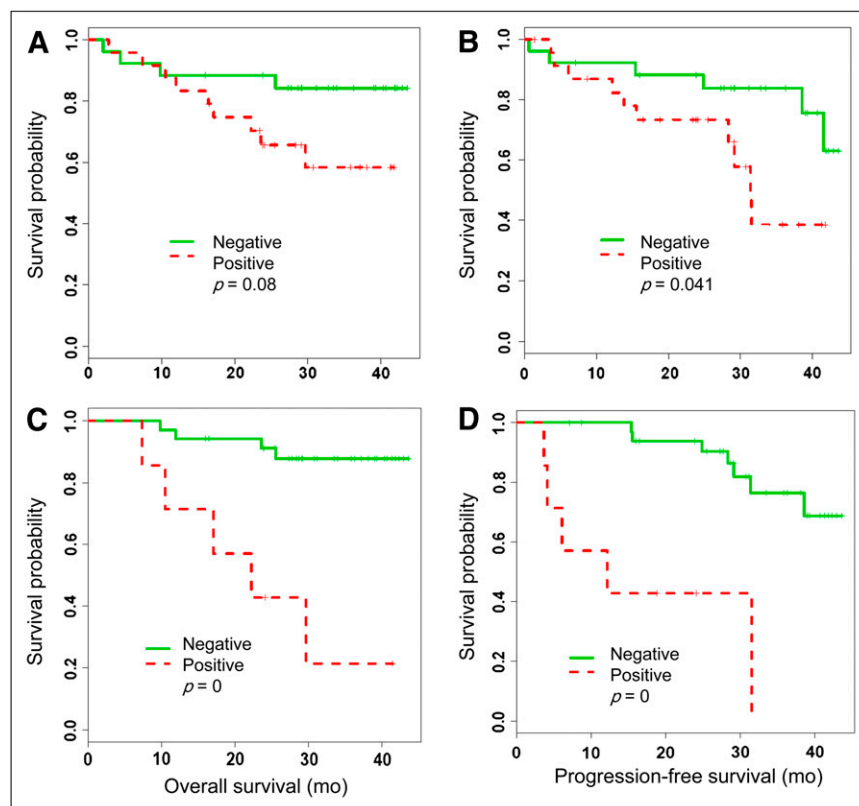 A
Survival probability
1.0
0.8
0.6
0.4
0.2
0.0
Negative
Positive
p = 0.08
0 10 20 30 40
B
Survival probability
1.0
0.8
0.6
0.4
0.2
0.0
Negative
Positive
p = 0.041
0 10 20 30 40
C
Survival probability
1.0
0.8
0.6
0.4
0.2
0.0
Negative
Positive
p = 0
0 10 20 30 40
Overall survival (mo)
D
Survival probability
1.0
0.8
0.6
0.4
0.2
0.0
Negative
Positive
p = 0
0 10 20 30 40
Progression-free survival (mo)